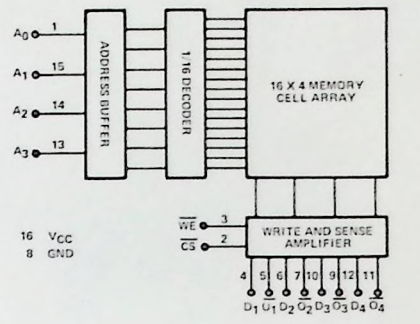 A0 1
A1 15
A2 14
A3 13
ADDRESS BUFFER
1/16 DECODER
16 X 4 MEMORY
CELL ARRAY
WE 3
CS 2
WRITE AND SENSE
AMPLIFIER
16 VCC
8 GND
4 5 6 7 10 9 12 11
D1 O1 D2 O2 D3 O3 D4 O4